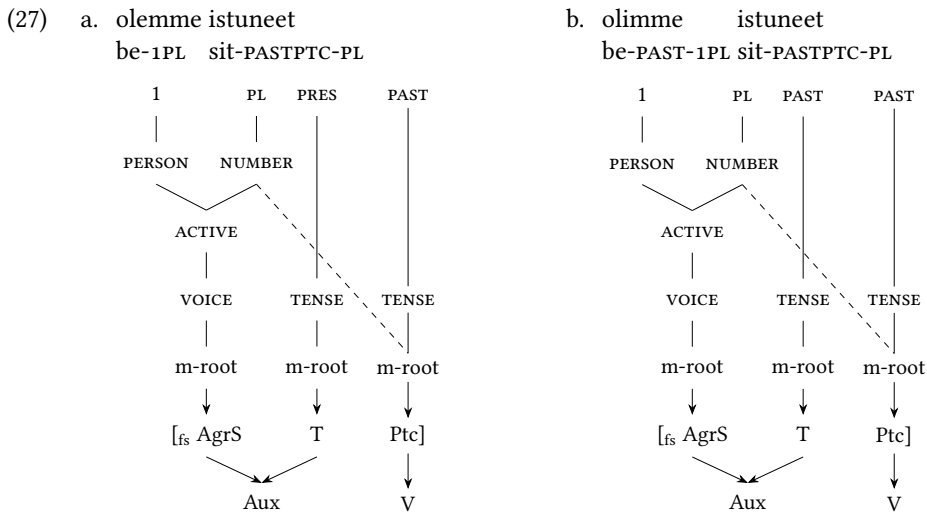 (27) a. olemme istuneet b. olimme istuneet
be-1PL sit-PASTPTC-PL be-PAST-1PL sit-PASTPTC-PL
1 PL PRES PAST 1 PL PAST PAST
PERSON NUMBER PERSON NUMBER
ACTIVE ACTIVE
VOICE TENSE TENSE VOICE TENSE TENSE
m-root m-root m-root m-root m-root m-root
[fs AgrS T Ptc] [fs AgrS T Ptc]
Aux V Aux V